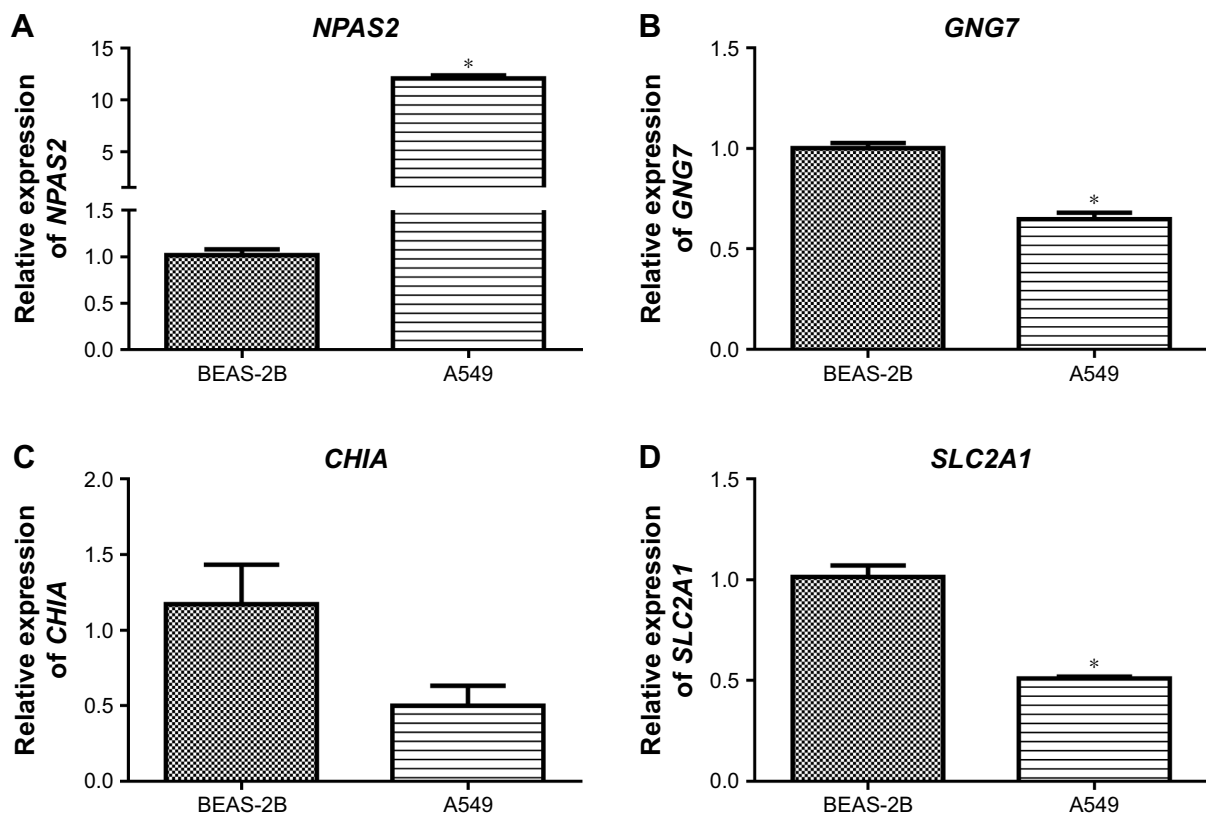 A
NPAS2
Relative expression
of NPAS2
15
10
5
1.5
1.0
0.5
0.0
*
BEAS-2B
A549
B
GNG7
Relative expression
of GNG7
1.5
1.0
0.5
0.0
*
BEAS-2B
A549
C
CHIA
Relative expression
of CHIA
2.0
1.5
1.0
0.5
0.0
BEAS-2B
A549
D
SLC2A1
Relative expression
of SLC2A1
1.5
1.0
0.5
0.0
*
BEAS-2B
A549